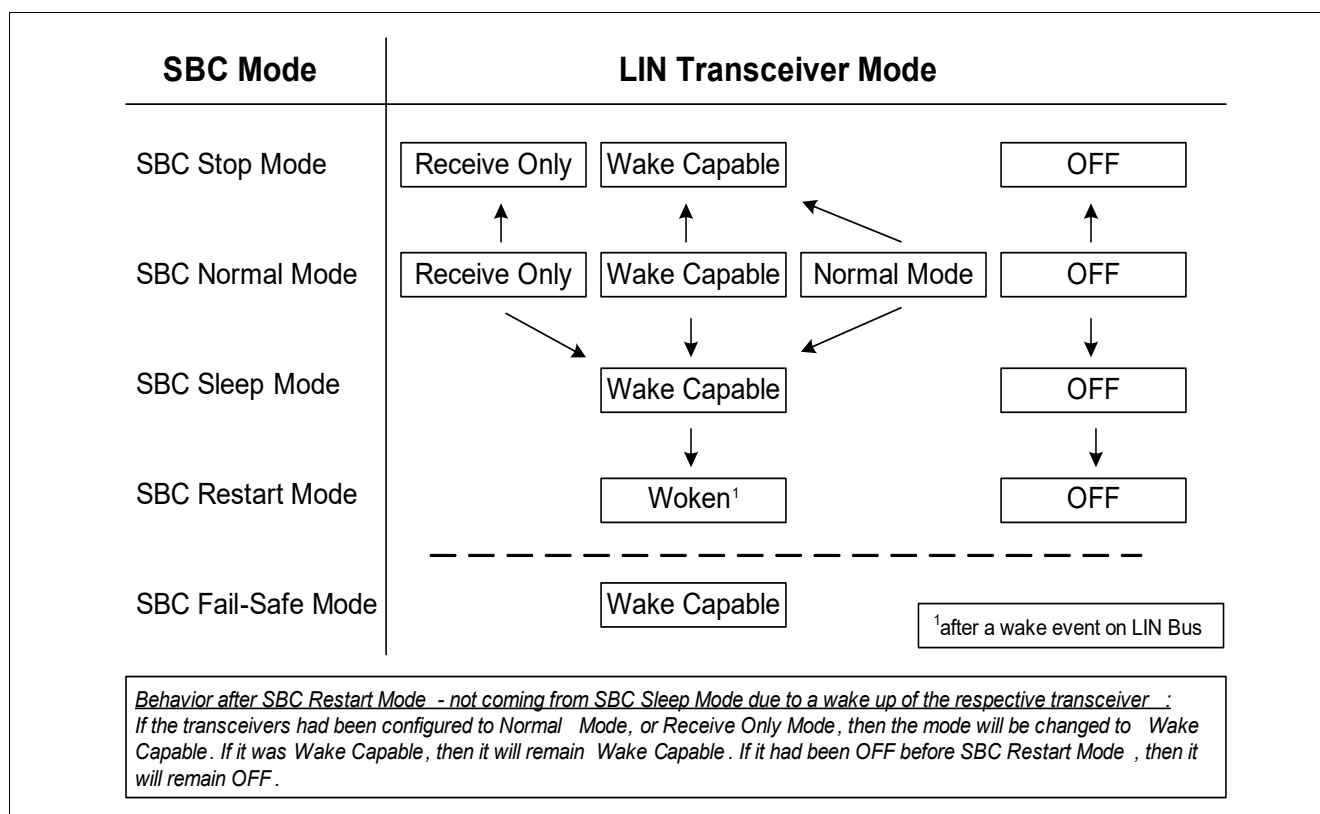 SBC Mode LIN Transceiver Mode
SBC Stop Mode Receive Only Wake Capable OFF
SBC Normal Mode Receive Only Wake Capable Normal Mode OFF
SBC Sleep Mode Wake Capable OFF
SBC Restart Mode Woken¹ OFF
SBC Fail-Safe Mode Wake Capable
¹after a wake event on LIN Bus
Behavior after SBC Restart Mode - not coming from SBC Sleep Mode due to a wake up of the respective transceiver :
If the transceivers had been configured to Normal Mode, or Receive Only Mode, then the mode will be changed to Wake
Capable. If it was Wake Capable, then it will remain Wake Capable. If it had been OFF before SBC Restart Mode, then it
will remain OFF.